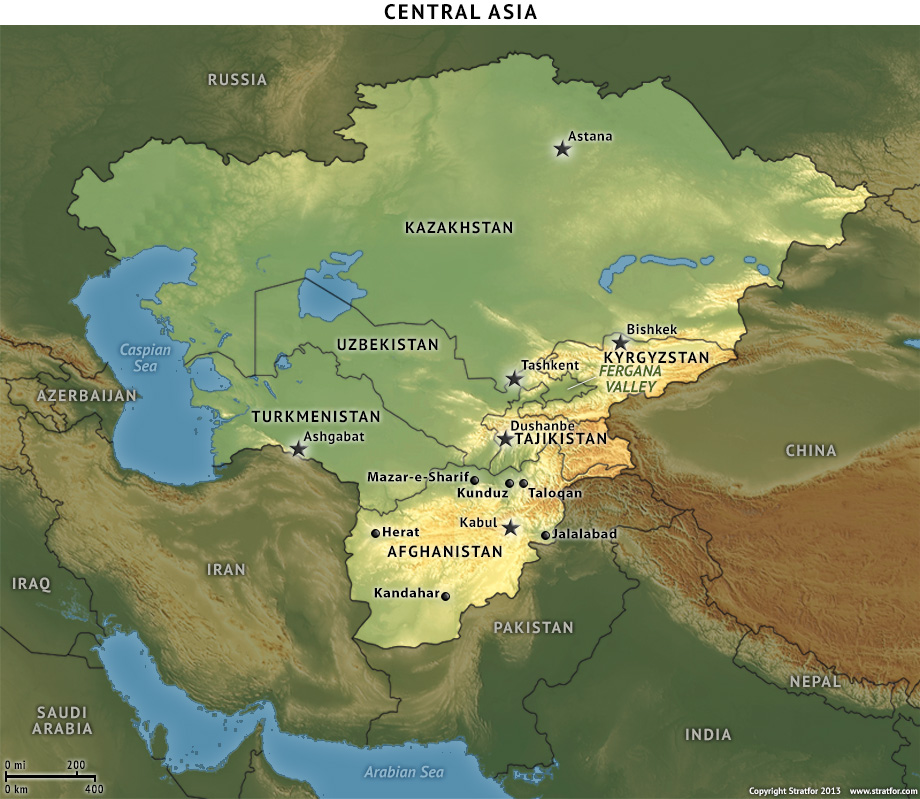 CENTRAL ASIA
RUSSIA
Astana
KAZAKHSTAN
Bishkek
UZBEKISTAN
KYRGYZSTAN
Caspian
Sea
Tashkent
FERGANA
VALLEY
AZERBAIJAN
TURKMENISTAN
Dushanbe
Ashgabat
TAJIKISTAN
CHINA
Mazar-e-Sharif
Kunduz
Taloqan
Kabul
Herat
Jalalabad
AFGHANISTAN
IRAN
IRAQ
Kandahar
PAKISTAN
NEPAL
SAUDI
ARABIA
INDIA
0 mi 200
0 km 400
Arabian Sea
Copyright Stratfor 2013 www.stratfor.com